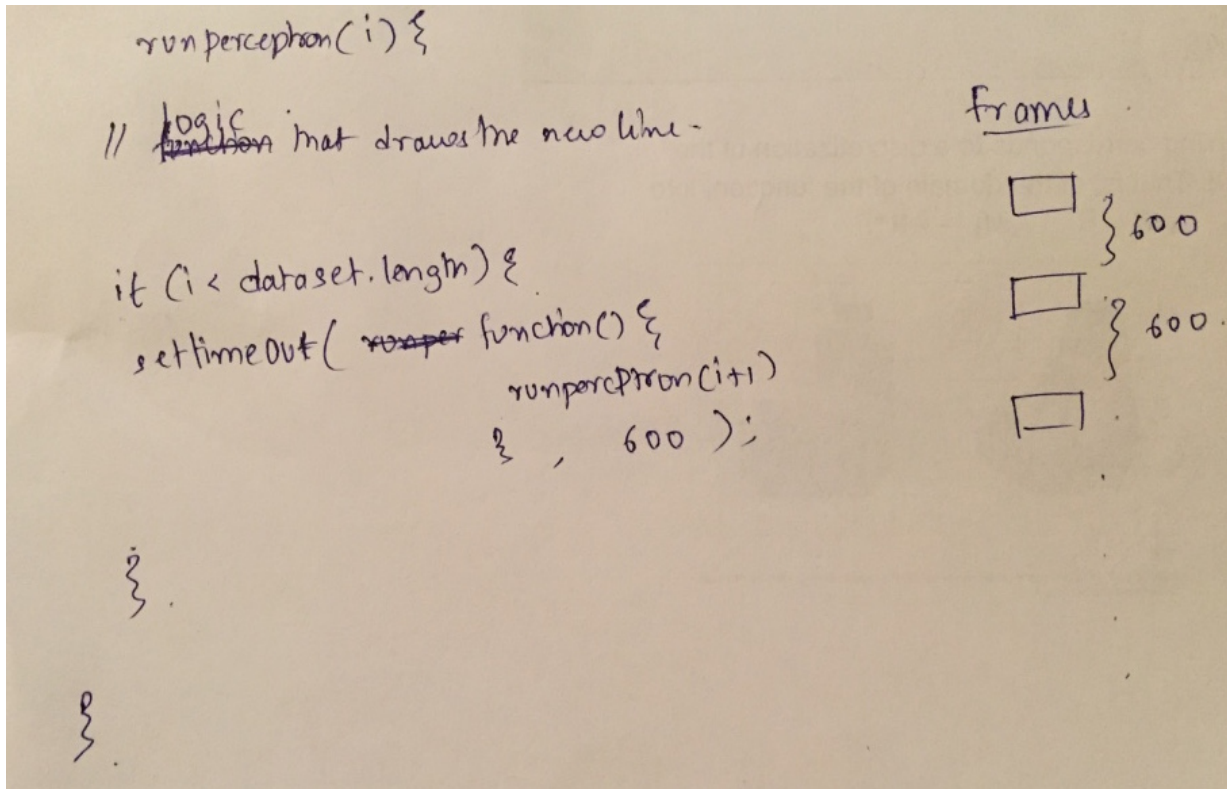 runperceptron(i) {
// logic that draws the new line-
if (i < dataset.length) {
settimeout( function() {
runperceptron(i+1)
} , 600 );
}.
}.
frames
} 600
} 600.